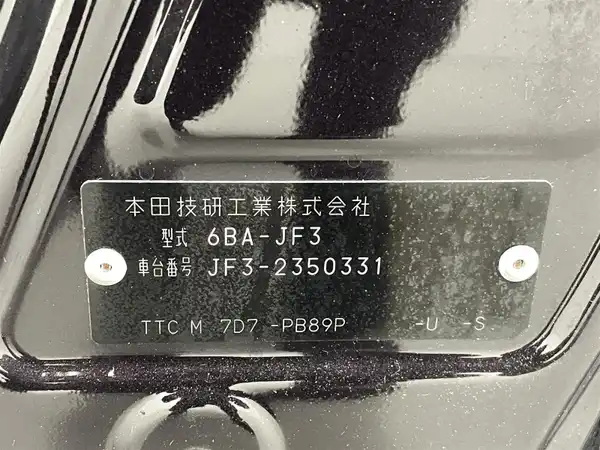 本田技研工業株式会社
型式 6BA-JF3
車台番号 JF3-2350331
TTC M 7D7 -PB89P -U -S